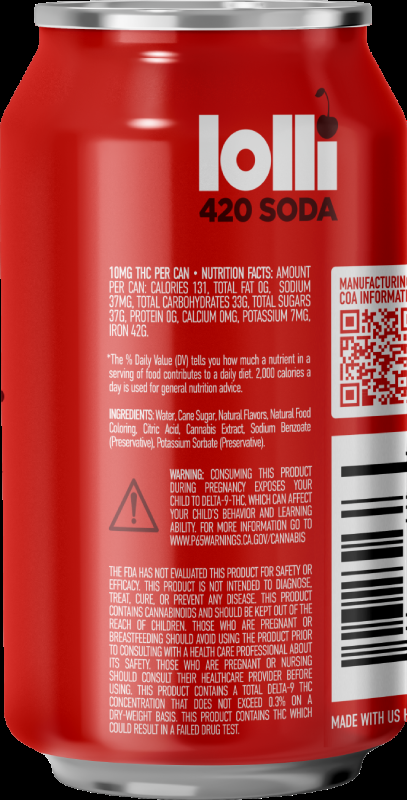 lolli
420 SODA
10MG THC PER CAN • NUTRITION FACTS: AMOUNT
PER CAN: CALORIES 131, TOTAL FAT 0G, SODIUM
37MG, TOTAL CARBOHYDRATES 33G, TOTAL SUGARS
37G, PROTEIN 0G, CALCIUM 0MG, POTASSIUM 7MG,
IRON 42G.
*The % Daily Value (DV) tells you how much a nutrient in a
serving of food contributes to a daily diet. 2,000 calories a
day is used for general nutrition advice.
INGREDIENTS: Water, Cane Sugar, Natural Flavors, Natural Food
Coloring, Citric Acid, Cannabis Extract, Sodium Benzoate
(Preservative), Potassium Sorbate (Preservative).
WARNING: CONSUMING THIS PRODUCT
DURING PREGNANCY EXPOSES YOUR
CHILD TO DELTA-9-THC, WHICH CAN AFFECT
YOUR CHILD'S BEHAVIOR AND LEARNING
ABILITY. FOR MORE INFORMATION GO TO
WWW.P65WARNINGS.CA.GOV/CANNABIS
THE FDA HAS NOT EVALUATED THIS PRODUCT FOR SAFETY OR
EFFICACY. THIS PRODUCT IS NOT INTENDED TO DIAGNOSE,
TREAT, CURE, OR PREVENT ANY DISEASE. THIS PRODUCT
CONTAINS CANNABINOIDS AND SHOULD BE KEPT OUT OF THE
REACH OF CHILDREN. THOSE WHO ARE PREGNANT OR
BREASTFEEDING SHOULD AVOID USING THE PRODUCT PRIOR
TO CONSULTING WITH A HEALTH CARE PROFESSIONAL ABOUT
ITS SAFETY. THOSE WHO ARE PREGNANT OR NURSING
SHOULD CONSULT THEIR HEALTHCARE PROVIDER BEFORE
USING. THIS PRODUCT CONTAINS A TOTAL DELTA-9 THC
CONCENTRATION THAT DOES NOT EXCEED 0.3% ON A
DRY-WEIGHT BASIS. THIS PRODUCT CONTAINS THC WHICH
COULD RESULT IN A FAILED DRUG TEST.
MANUFACTURING
COA INFORMATI
MADE WITH US